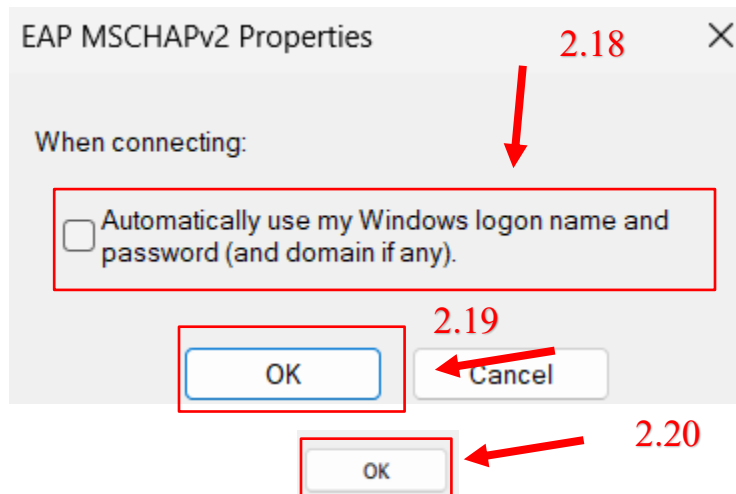 EAP MSCHAPv2 Properties
2.18
When connecting:
Automatically use my Windows logon name and
password (and domain if any).
2.19
OK
Cancel
2.20
OK